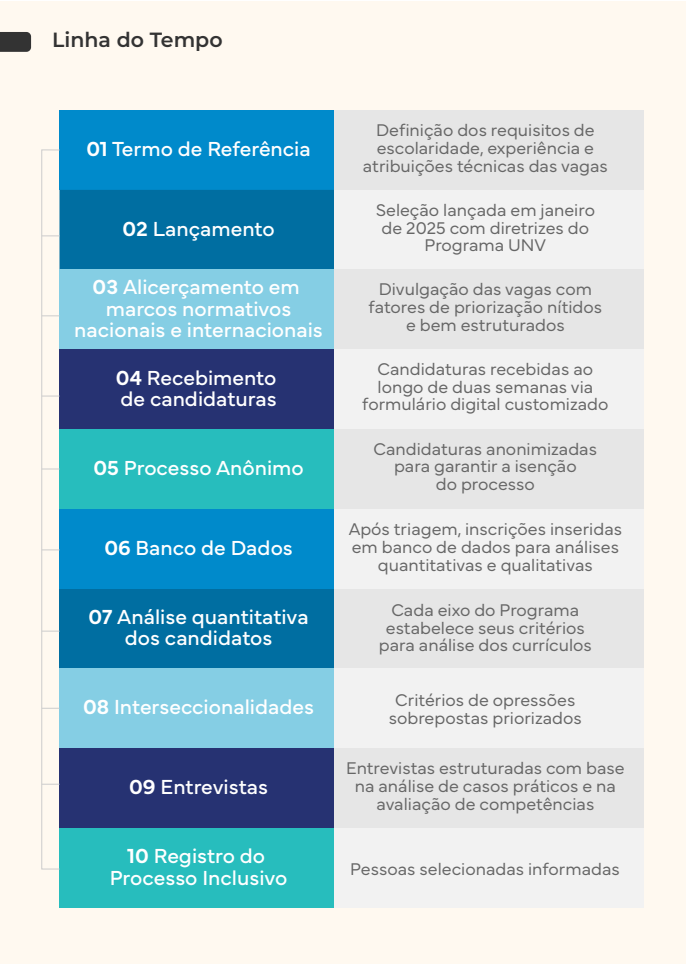 Linha do Tempo
01 Termo de Referência
Definição dos requisitos de
escolaridade, experiência e
atribuições técnicas das vagas
02 Lançamento
Seleção lançada em janeiro
de 2025 com diretrizes do
Programa UNV
03 Alicerçamento em
marcos normativos
nacionais e internacionais
Divulgação das vagas com
fatores de priorização nítidos
e bem estruturados
04 Recebimento
de candidaturas
Candidaturas recebidas ao
longo de duas semanas via
formulário digital customizado
05 Processo Anônimo
Candidaturas anonimizadas
para garantir a isenção
do processo
06 Banco de Dados
Após triagem, inscrições inseridas
em banco de dados para análises
quantitativas e qualitativas
07 Análise quantitativa
dos candidatos
Cada eixo do Programa
estabelece seus critérios
para análise dos currículos
08 Interseccionalidades
Critérios de opressões
sobrepostas priorizados
09 Entrevistas
Entrevistas estruturadas com base
na análise de casos práticos e na
avaliação de competências
10 Registro do
Processo Inclusivo
Pessoas selecionadas informadas